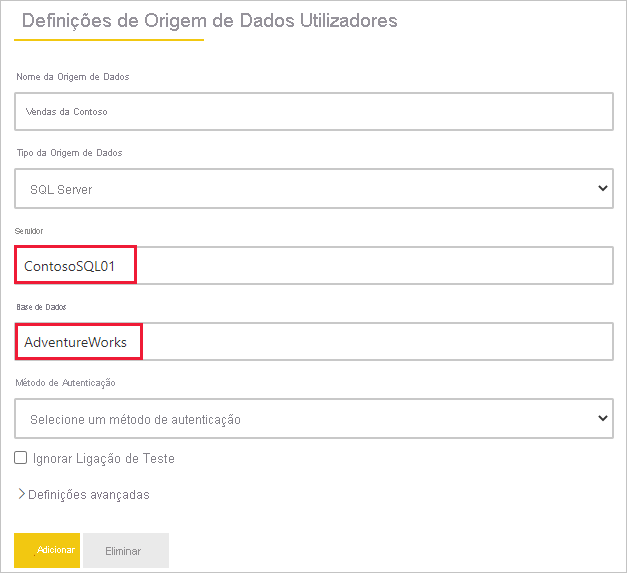 Definições de Origem de Dados Utilizadores
Nome da Origem de Dados
Vendas da Contoso
Tipo da Origem de Dados
SQL Server
Servidor
ContosoSQL01
Base de Dados
AdventureWorks
Método de Autenticação
Selecione um método de autenticação
Ignorar Ligação de Teste
Definições avançadas
Adicionar
Eliminar